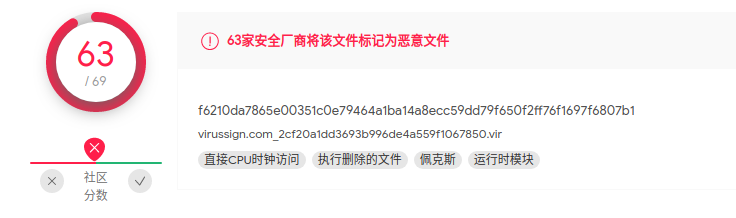 63
/ 69
社区
分数
63家安全厂商将该文件标记为恶意文件
f6210da7865e00351c0e79464a1ba14a8ecc59dd79f650f2ff76f1697f6807b1
virussign.com_2cf20a1dd3693b996de4a559f1067850.vir
直接CPU时钟访问 执行删除的文件 佩克斯 运行时模块